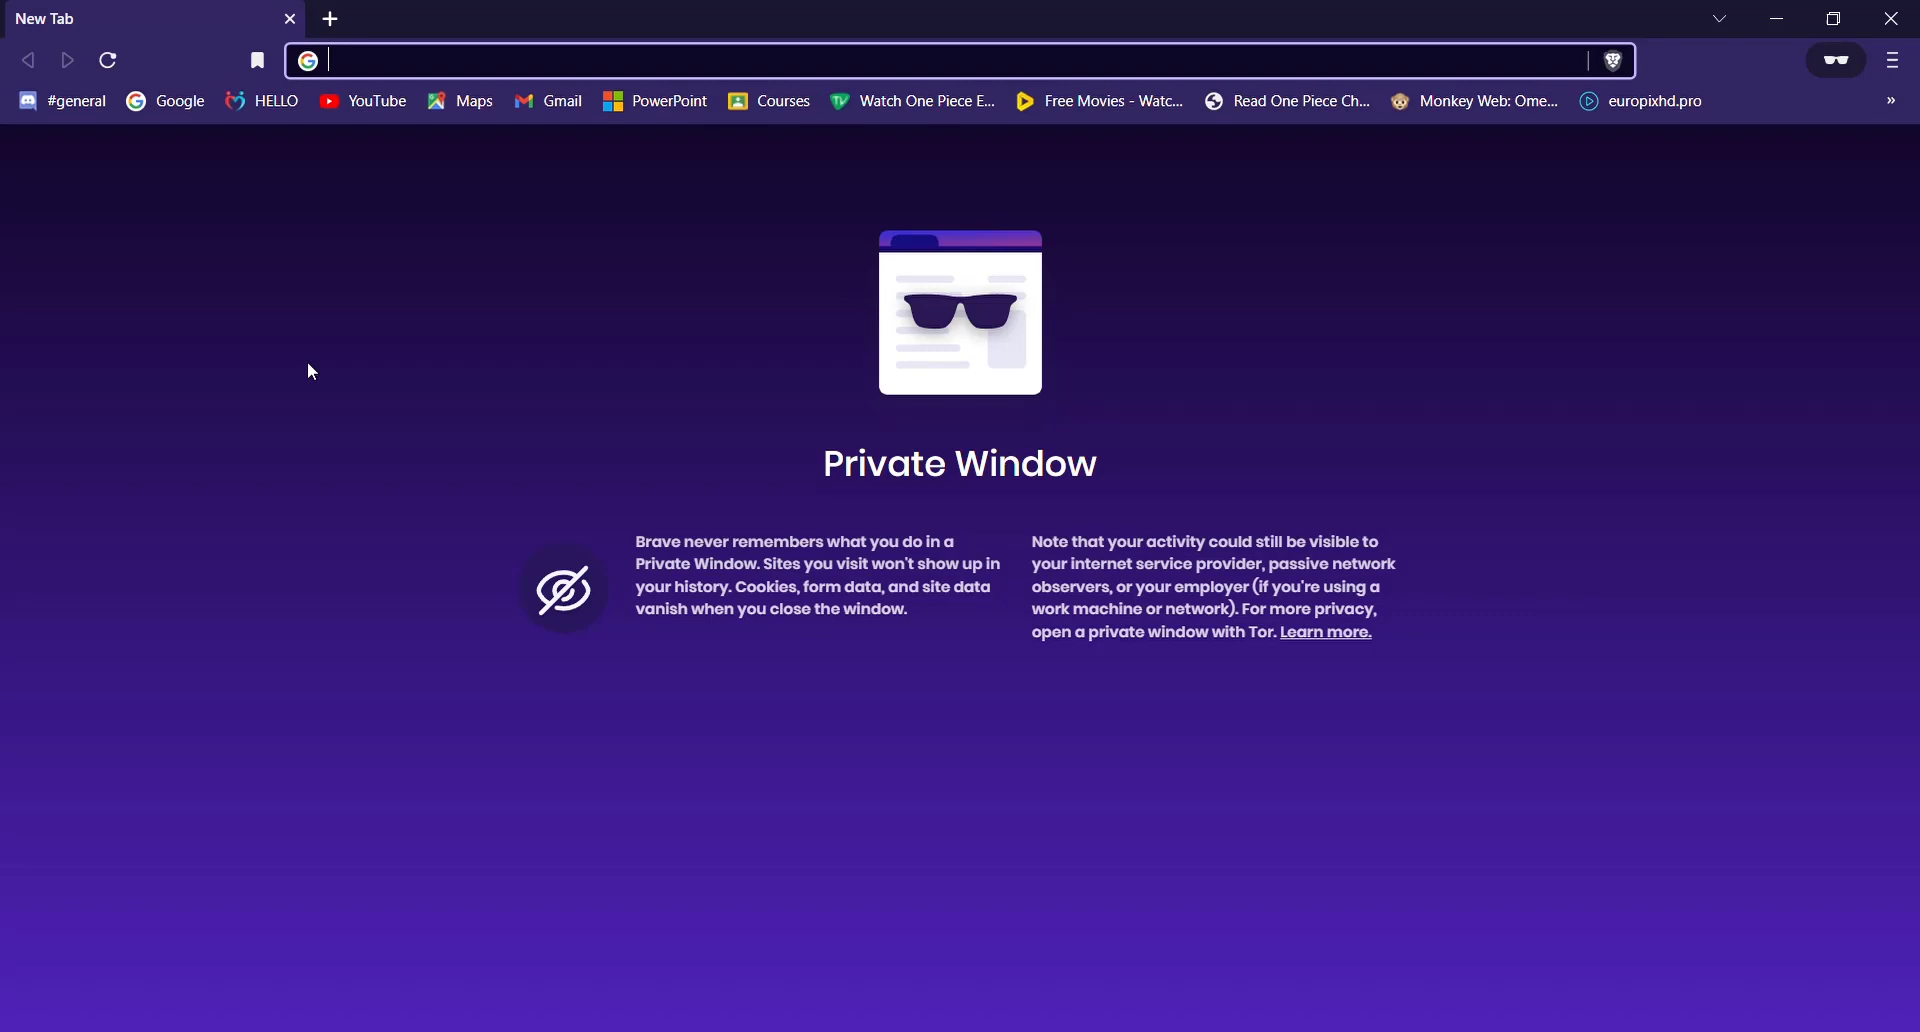 New Tab
#general Google HELLO YouTube Maps Gmail PowerPoint Courses Watch One Piece E... Free Movies - Watc... Read One Piece Ch... Monkey Web: Ome... europixhd.pro »
Private Window
Brave never remembers what you do in a
Private Window. Sites you visit won't show up in
your history. Cookies, form data, and site data
vanish when you close the window.
Note that your activity could still be visible to
your internet service provider, passive network
observers, or your employer (if you're using a
work machine or network). For more privacy,
open a private window with Tor. Learn more.